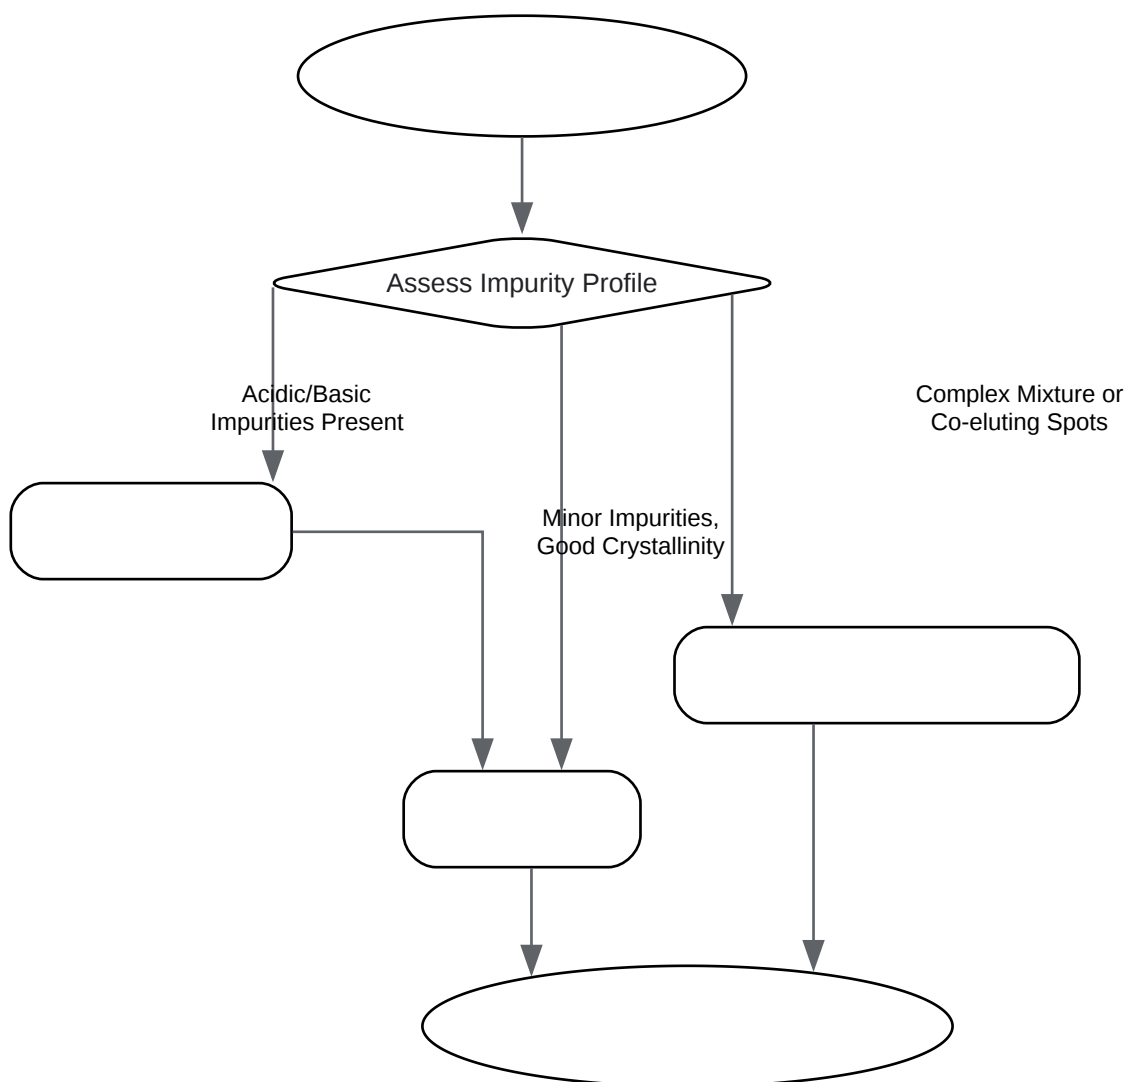 Assess Impurity Profile
Acidic/Basic
Impurities Present
Complex Mixture or
Co-eluting Spots
Minor Impurities,
Good Crystallinity